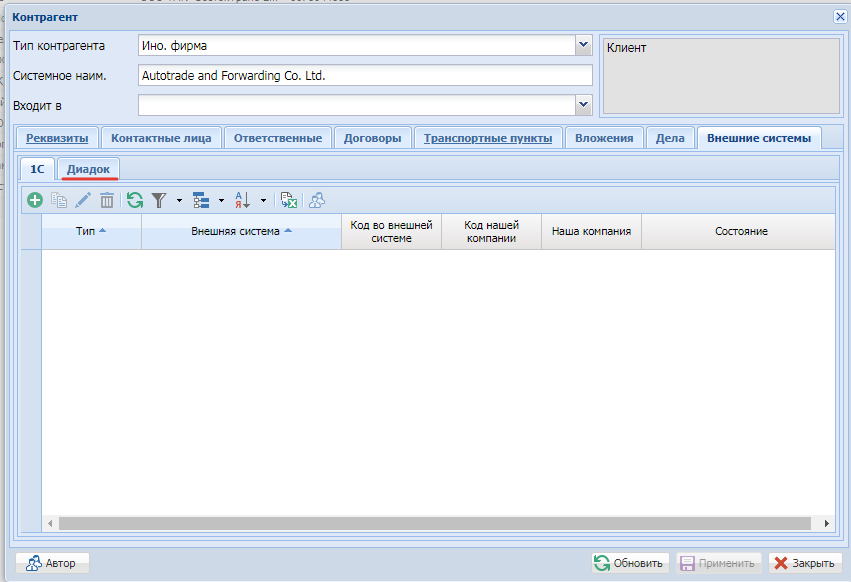 Контрагент
Тип контрагента
Ино. фирма
Клиент
Системное наим.
Autotrade and Forwarding Co. Ltd.
Входит в
Реквизиты Контактные лица Ответственные Договоры Транспортные пункты Вложения Дела Внешние системы
1С Диадок
Тип Внешняя система Код во внешней системе Код нашей компании Наша компания Состояние
Автор Обновить Применить Закрыть